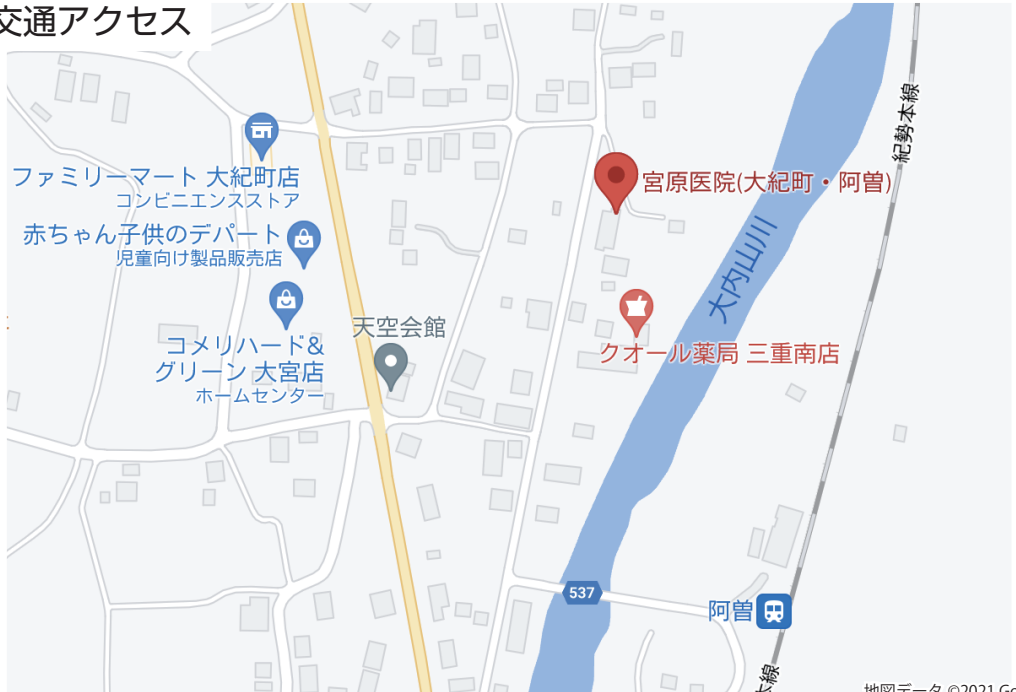 交通アクセス
紀勢本線
ファミリーマート 大紀町店
コンビニエンスストア
宮原医院(大紀町・阿曽)
赤ちゃん子供のデパート
児童向け製品販売店
大内山川
天空会館
コメリハード&
グリーン 大宮店
ホームセンター
クオール薬局 三重南店
537
阿曽
本線
地図データ ©2021